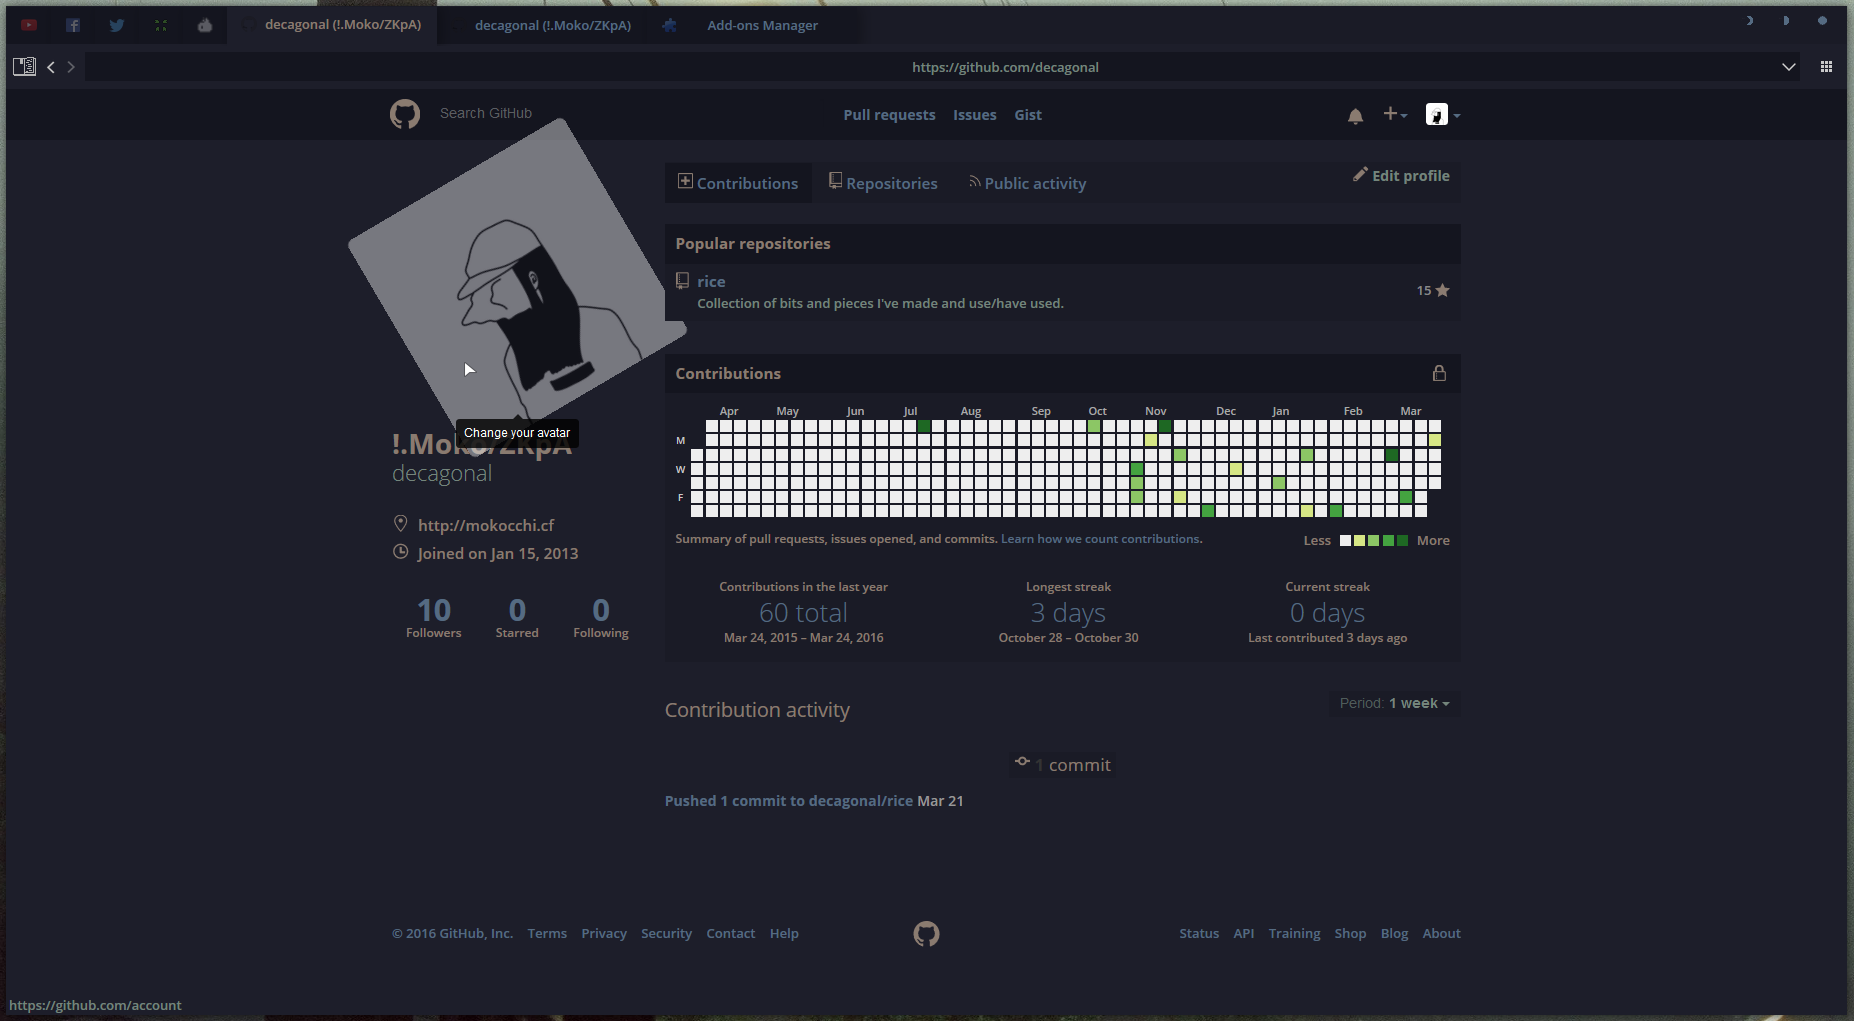 decagonal (!.Moko/ZKpA)
decagonal (!.Moko/ZKpA)
Add-ons Manager
https://github.com/decagonal
Search GitHub
Pull requests
Issues
Gist
Contributions
Repositories
Public activity
Edit profile
Popular repositories
rice
Collection of bits and pieces I've made and use/have used.
15
Contributions
Apr May Jun Jul Aug Sep Oct Nov Dec Jan Feb Mar
M
W
F
Summary of pull requests, issues opened, and commits. Learn how we count contributions.
Less More
Contributions in the last year
60 total
Mar 24, 2015 – Mar 24, 2016
Longest streak
3 days
October 28 – October 30
Current streak
0 days
Last contributed 3 days ago
Change your avatar
!.Moko/ZKpA
decagonal
http://mokocchi.cf
Joined on Jan 15, 2013
10
Followers
0
Starred
0
Following
Contribution activity
Period: 1 week
1 commit
Pushed 1 commit to decagonal/rice Mar 21
© 2016 GitHub, Inc. Terms Privacy Security Contact Help
Status API Training Shop Blog About
https://github.com/account